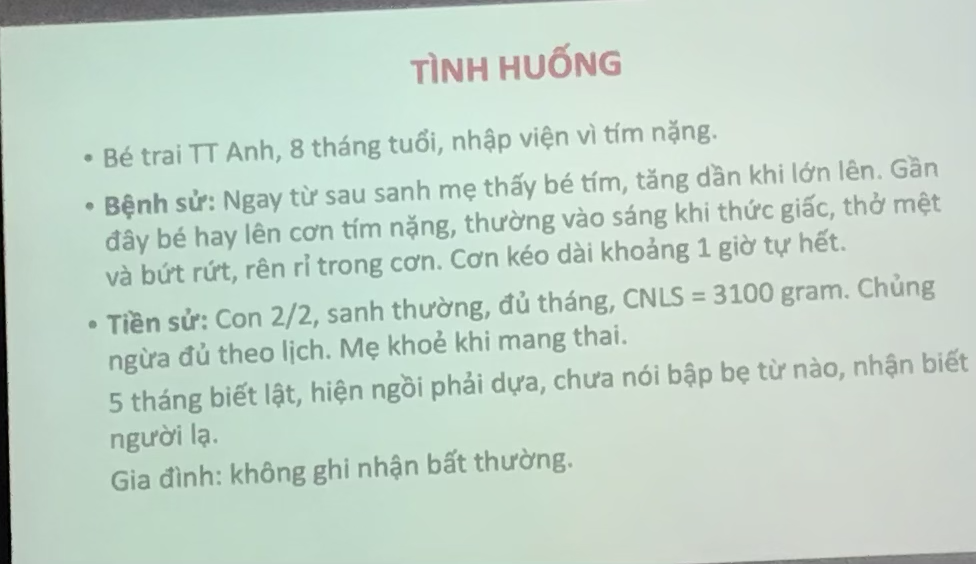 TÌNH HUỐNG
• Bé trai TT Anh, 8 tháng tuổi, nhập viện vì tím nặng.
• Bệnh sử: Ngay từ sau sanh mẹ thấy bé tím, tăng dần khi lớn lên. Gần
đây bé hay lên cơn tím nặng, thường vào sáng khi thức giấc, thở mệt
và bứt rứt, rên rỉ trong cơn. Cơn kéo dài khoảng 1 giờ tự hết.
• Tiền sử: Con 2/2, sanh thường, đủ tháng, CNLS = 3100 gram. Chủng
ngừa đủ theo lịch. Mẹ khoẻ khi mang thai.
5 tháng biết lật, hiện ngồi phải dựa, chưa nói bập bẹ từ nào, nhận biết
người lạ.
Gia đình: không ghi nhận bất thường.